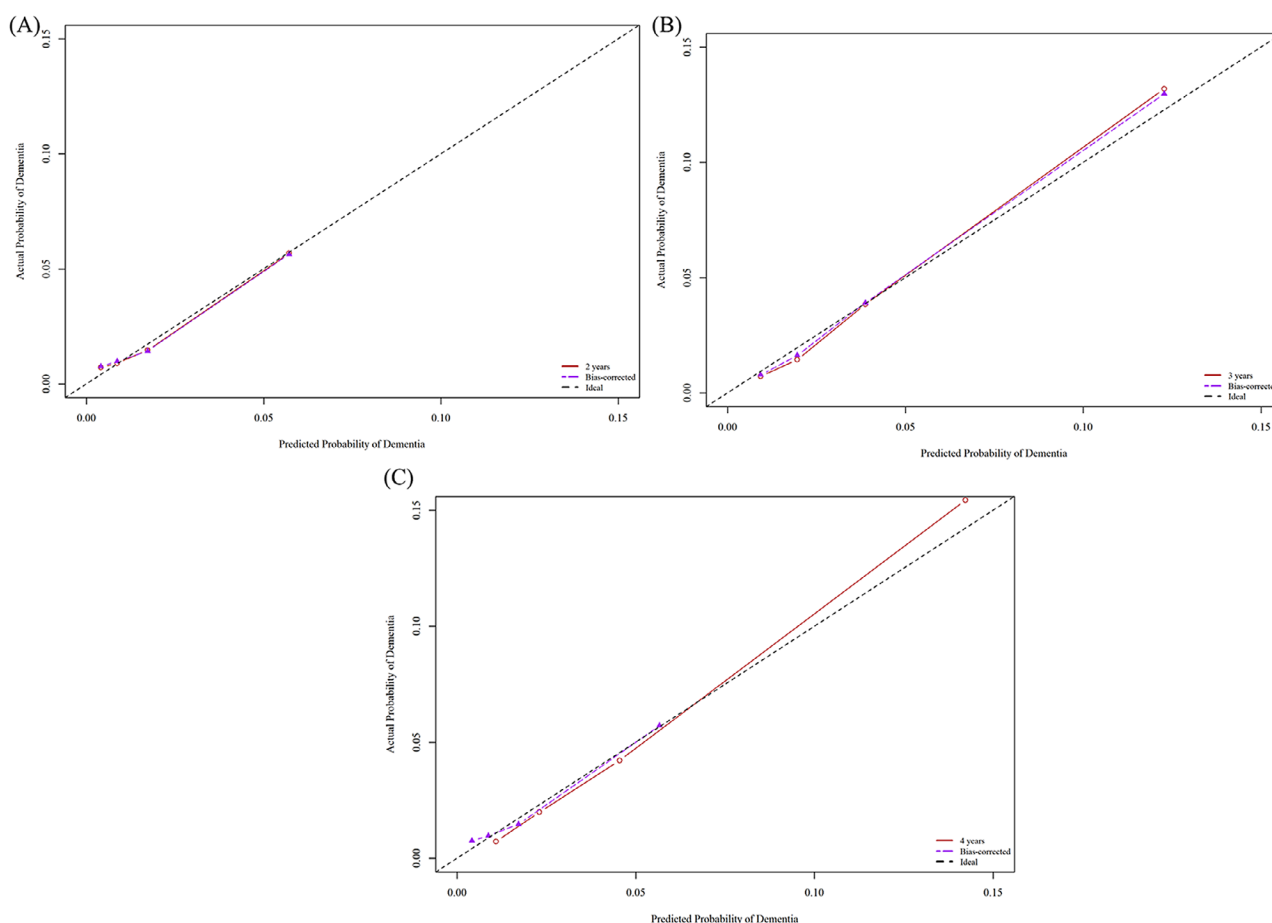 (A)
0.15
0.10
0.05
0.00
Actual Probability of Dementia
0.00 0.05 0.10 0.15
Predicted Probability of Dementia
2 years
Bias-corrected
Ideal
(B)
0.15
0.10
0.05
0.00
Actual Probability of Dementia
0.00 0.05 0.10 0.15
Predicted Probability of Dementia
3 years
Bias-corrected
Ideal
(C)
0.15
0.10
0.05
0.00
Actual Probability of Dementia
0.00 0.05 0.10 0.15
Predicted Probability of Dementia
4 years
Bias-corrected
Ideal